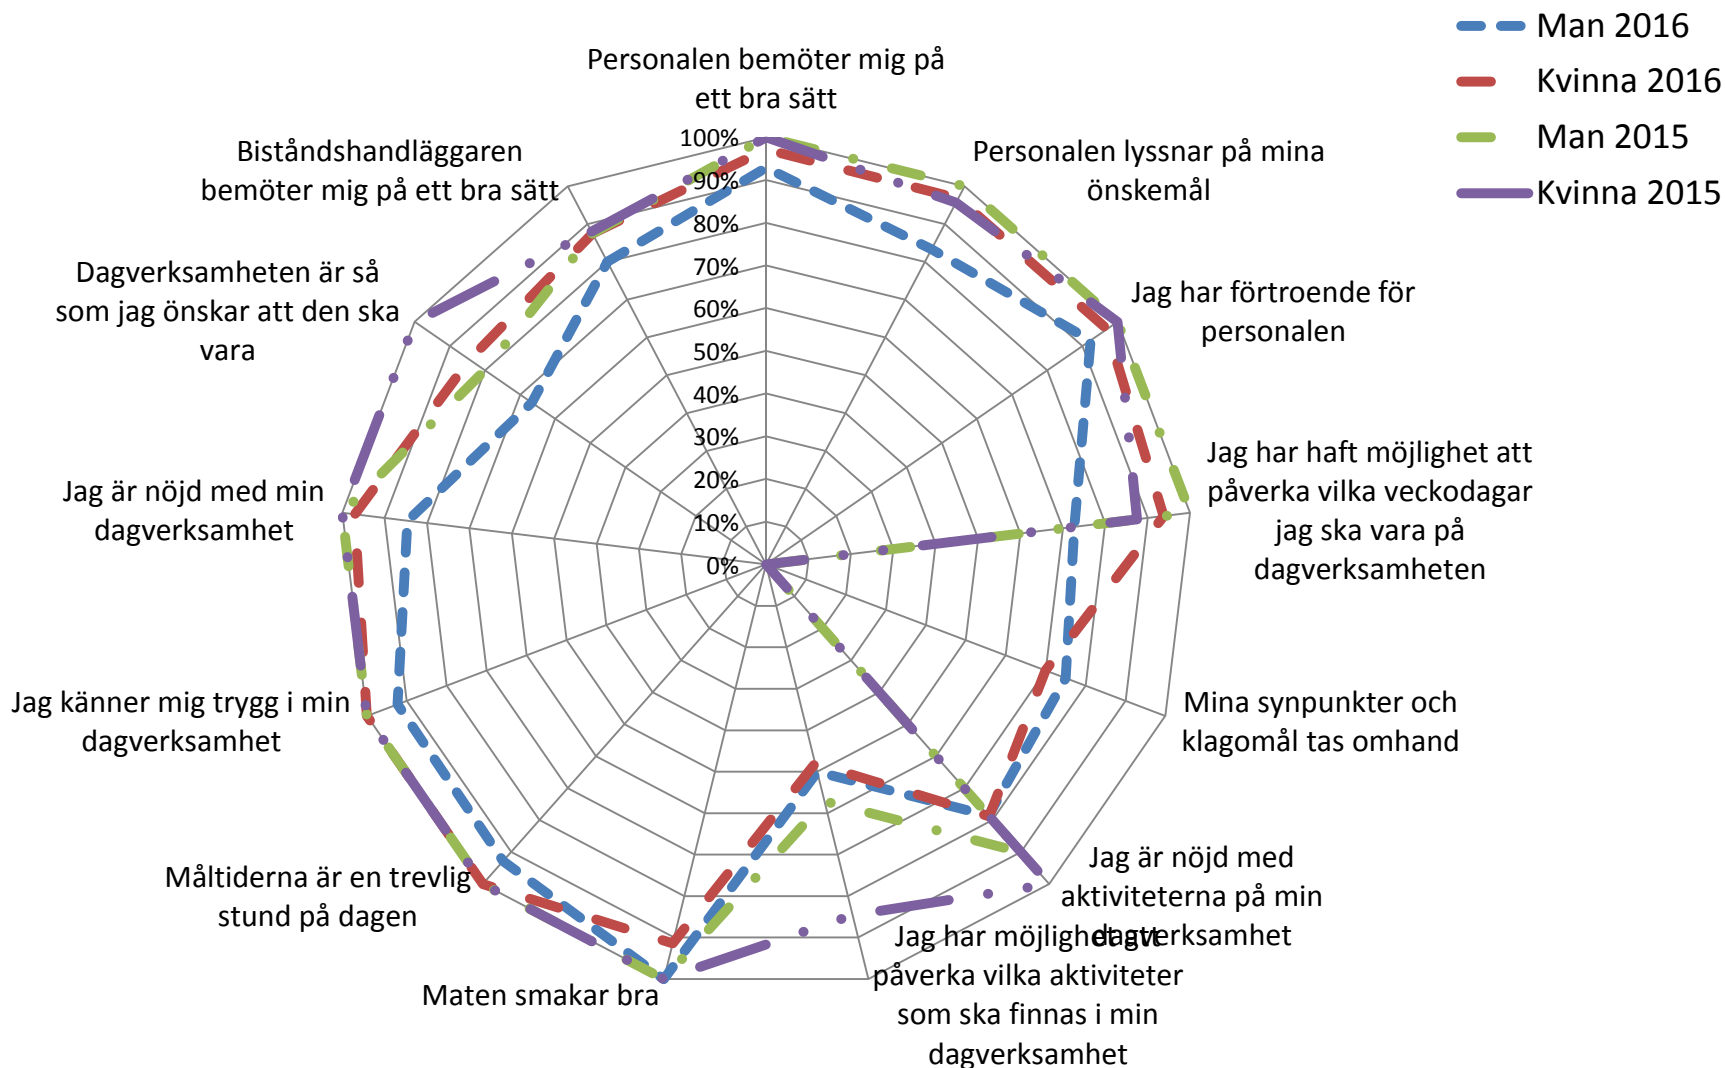 Man 2016
Kvinna 2016
Man 2015
Kvinna 2015
Personalen bemöter mig på
ett bra sätt
Personalen lyssnar på mina
önskemål
Jag har förtroende för
personalen
Jag har haft möjlighet att
påverka vilka veckodagar
jag ska vara på
dagverksamheten
Mina synpunkter och
klagomål tas omhand
Jag är nöjd med
aktiviteterna på min
dagverksamhet
Jag har möjlighet att
påverka vilka aktiviteter
som ska finnas i min
dagverksamhet
Maten smakar bra
Måltiderna är en trevlig
stund på dagen
Jag känner mig trygg i min
dagverksamhet
Jag är nöjd med min
dagverksamhet
Dagverksamheten är så
som jag önskar att den ska
vara
Biståndshandläggaren
bemöter mig på ett bra sätt
100%
90%
80%
70%
60%
50%
40%
30%
20%
10%
0%